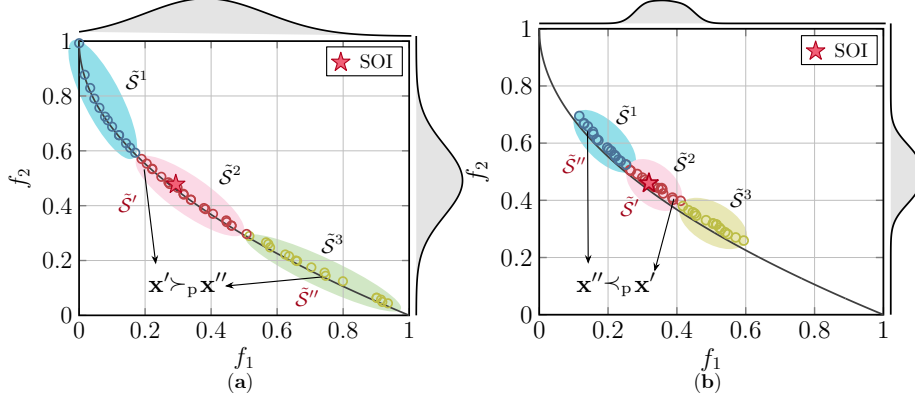 1
0.8
0.6
0.4
0.2
0
0 0.2 0.4 0.6 0.8 1
f₂
f₁
SOI
S̃¹
S̃²
S̃³
S̃′
S̃″
x′ ≻ₚ x″
(a)
1
0.8
0.6
0.4
0.2
0
0 0.2 0.4 0.6 0.8 1
f₂
f₁
SOI
S̃¹
S̃²
S̃³
S̃″
S̃′
x″ ≺ₚ x′
(b)